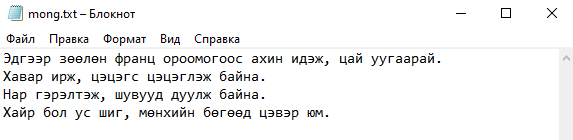 mong.txt – Блокнот
Файл Правка Формат Вид Справка
Эдгээр зөөлөн франц ороомогоос ахин идэж, цай уугаарай.
Хавар ирж, цэцэгс цэцэглэж байна.
Нар гэрэлтэж, шувууд дуулж байна.
Хайр бол ус шиг, мөнхийн бөгөөд цэвэр юм.